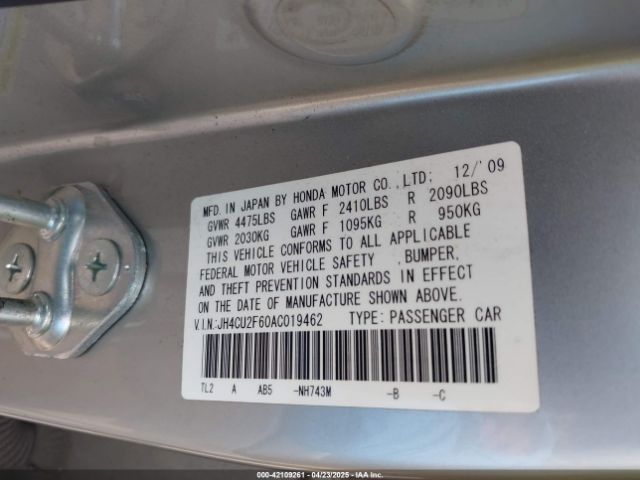 MFD. IN JAPAN BY HONDA MOTOR CO.,LTD; 12/'09
GVWR 4475LBS GAWR F 2410LBS R 2090LBS
GVWR 2030KG GAWR F 1095KG R 950KG
THIS VEHICLE CONFORMS TO ALL APPLICABLE
FEDERAL MOTOR VEHICLE SAFETY ,BUMPER,
AND THEFT PREVENTION STANDARDS IN EFFECT
ON THE DATE OF MANUFACTURE SHOWN ABOVE.
V.I.N.:JH4CU2F60AC019462 TYPE: PASSENGER CAR
TL2 A AB5 -NH743M -B -C
000-42109261 - 04/23/2025 - IAA Inc.